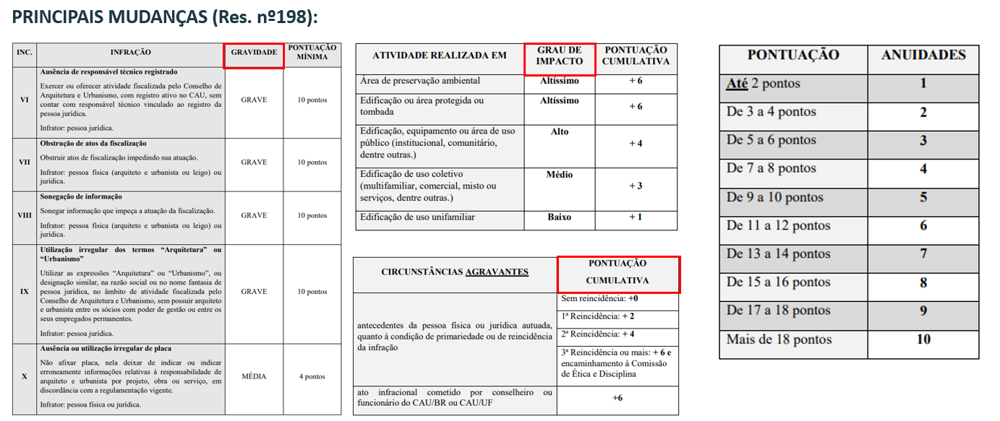 PRINCIPAIS MUDANÇAS (Res. nº198):
INC.
INFRAÇÃO
GRAVIDADE
PONTUAÇÃO
MÍNIMA
VI
Ausência de responsável técnico registrado
Exercer ou oferecer atividade fiscalizada pelo Conselho de
Arquitetura e Urbanismo, com registro ativo no CAU, sem
contar com responsável técnico vinculado ao registro da
pessoa jurídica.
Infrator: pessoa jurídica.
GRAVE
10 pontos
VII
Obstrução de atos da fiscalização
Obstruir atos de fiscalização impedindo sua atuação.
Infrator: pessoa física (arquiteto e urbanista ou leigo) ou
jurídica.
GRAVE
10 pontos
VIII
Sonegação de informação
Sonegar informação que impeça a atuação da fiscalização.
Infrator: pessoa física (arquiteto e urbanista ou leigo) ou
jurídica.
GRAVE
10 pontos
IX
Utilização irregular dos termos “Arquitetura” ou
“Urbanismo”
Utilizar as expressões “Arquitetura” ou “Urbanismo”, ou
designação similar, na razão social ou no nome fantasia de
pessoa jurídica, no âmbito de atividade fiscalizada pelo
Conselho de Arquitetura e Urbanismo, sem possuir arquiteto
e urbanista entre os sócios com poder de gestão ou entre os
seus empregados permanentes.
Infrator: pessoa jurídica.
GRAVE
10 pontos
X
Ausência ou utilização irregular de placa
Não afixar placa, nela deixar de indicar ou indicar
erroneamente informações relativas à responsabilidade de
arquiteto e urbanista por projeto, obra ou serviço, em
discordância com a regulamentação vigente.
Infrator: pessoa física ou jurídica.
MÉDIA
4 pontos
ATIVIDADE REALIZADA EM
GRAU DE
IMPACTO
PONTUAÇÃO
CUMULATIVA
Área de preservação ambiental
Altíssimo
+ 6
Edificação ou área protegida ou
tombada
Altíssimo
+ 6
Edificação, equipamento ou área de uso
público (institucional, comunitário,
dentre outras.)
Alto
+ 4
Edificação de uso coletivo
(multifamiliar, comercial, misto ou
serviços, dentre outras.)
Médio
+ 3
Edificação de uso unifamiliar
Baixo
+ 1
CIRCUNSTÂNCIAS AGRAVANTES
PONTUAÇÃO
CUMULATIVA
antecedentes da pessoa física ou jurídica autuada,
quanto à condição de primariedade ou de reincidência
da infração
Sem reincidência: +0
1ª Reincidência: + 2
2ª Reincidência: + 4
3ª Reincidência ou mais: + 6 e
encaminhamento à Comissão
de Ética e Disciplina
ato infracional cometido por conselheiro ou
funcionário do CAU/BR ou CAU/UF
+6
PONTUAÇÃO
ANUIDADES
Até 2 pontos
1
De 3 a 4 pontos
2
De 5 a 6 pontos
3
De 7 a 8 pontos
4
De 9 a 10 pontos
5
De 11 a 12 pontos
6
De 13 a 14 pontos
7
De 15 a 16 pontos
8
De 17 a 18 pontos
9
Mais de 18 pontos
10